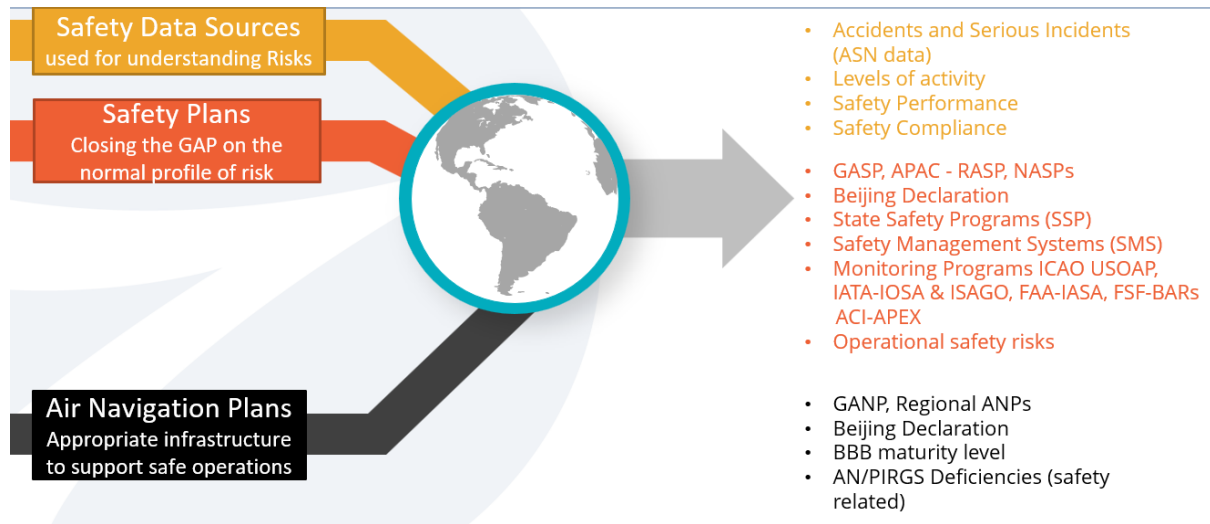 Safety Data Sources
used for understanding Risks
Safety Plans
Closing the GAP on the
normal profile of risk
Air Navigation Plans
Appropriate infrastructure
to support safe operations
• Accidents and Serious Incidents
(ASN data)
• Levels of activity
• Safety Performance
• Safety Compliance
• GASP, APAC - RASP, NASPs
• Beijing Declaration
• State Safety Programs (SSP)
• Safety Management Systems (SMS)
• Monitoring Programs ICAO USOAP,
IATA-IOSA & ISAGO, FAA-IASA, FSF-BARs
ACI-APEX
• Operational safety risks
• GANP, Regional ANPs
• Beijing Declaration
• BBB maturity level
• AN/PIRGS Deficiencies (safety
related)